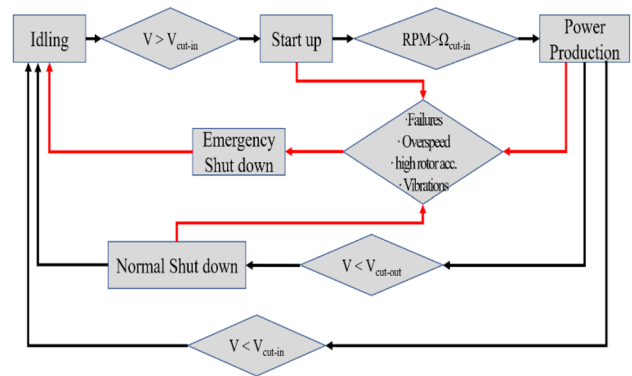 Idling
V> Vcut-in
Start up
RPM>Ωcut-in
Power
Production
·Failures
· Overspeed
· high rotor acc.
· Vibrations
Emergency
Shut down
Normal Shut down
V < Vcut-out
V < Vcut-in